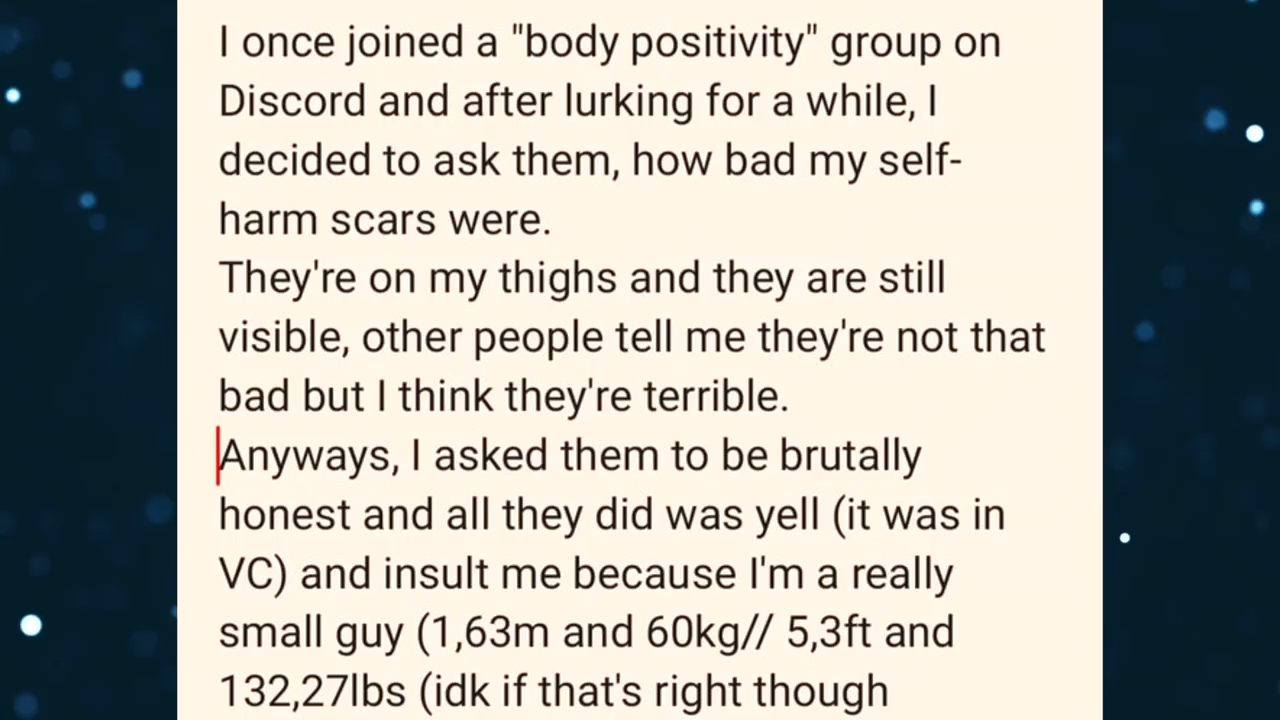 I once joined a "body positivity" group on
Discord and after lurking for a while, I
decided to ask them, how bad my self-
harm scars were.
They're on my thighs and they are still
visible, other people tell me they're not that
bad but I think they're terrible.
Anyways, I asked them to be brutally
honest and all they did was yell (it was in
VC) and insult me because I'm a really
small guy (1,63m and 60kg// 5,3ft and
132,27lbs (idk if that's right though